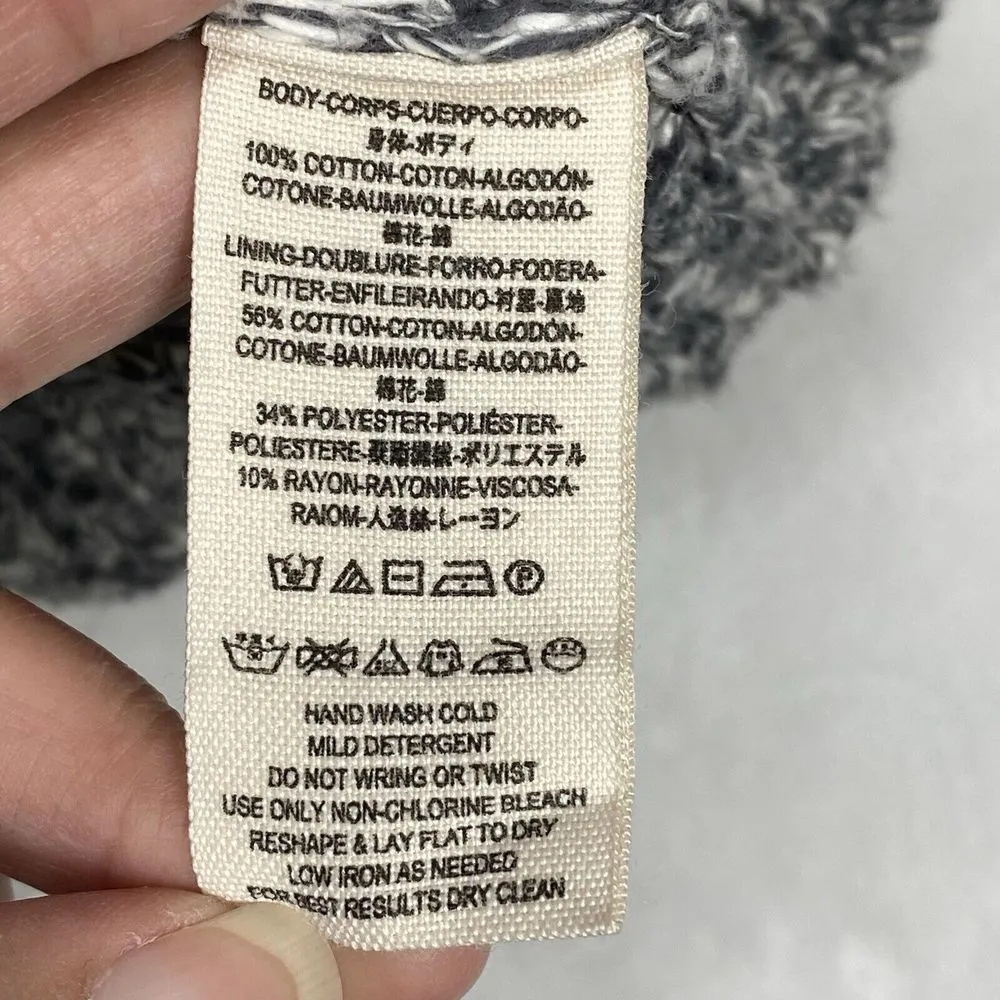 BODY-CORPS-CUERPO-CORPO-
身体-ボディ
100% COTTON-COTON-ALGODÓN-
COTONE-BAUMWOLLE-ALGODÃO-
棉花-綿
LINING-DOUBLURE-FORRO-FODERA-
FUTTER-ENFILEIRANDO-衬里-裏地
56% COTTON-COTON-ALGODÓN-
COTONE-BAUMWOLLE-ALGODÃO-
棉花-綿
34% POLYESTER-POLIÉSTER-
POLIESTERE-ポリエステル
10% RAYON-RAYONNE-VISCOSA-
RAIOM-人造絲-レーヨン
P
HAND WASH COLD
MILD DETERGENT
DO NOT WRING OR TWIST
USE ONLY NON-CHLORINE BLEACH
RESHAPE & LAY FLAT TO DRY
LOW IRON AS NEEDED
FOR BEST RESULTS DRY CLEAN